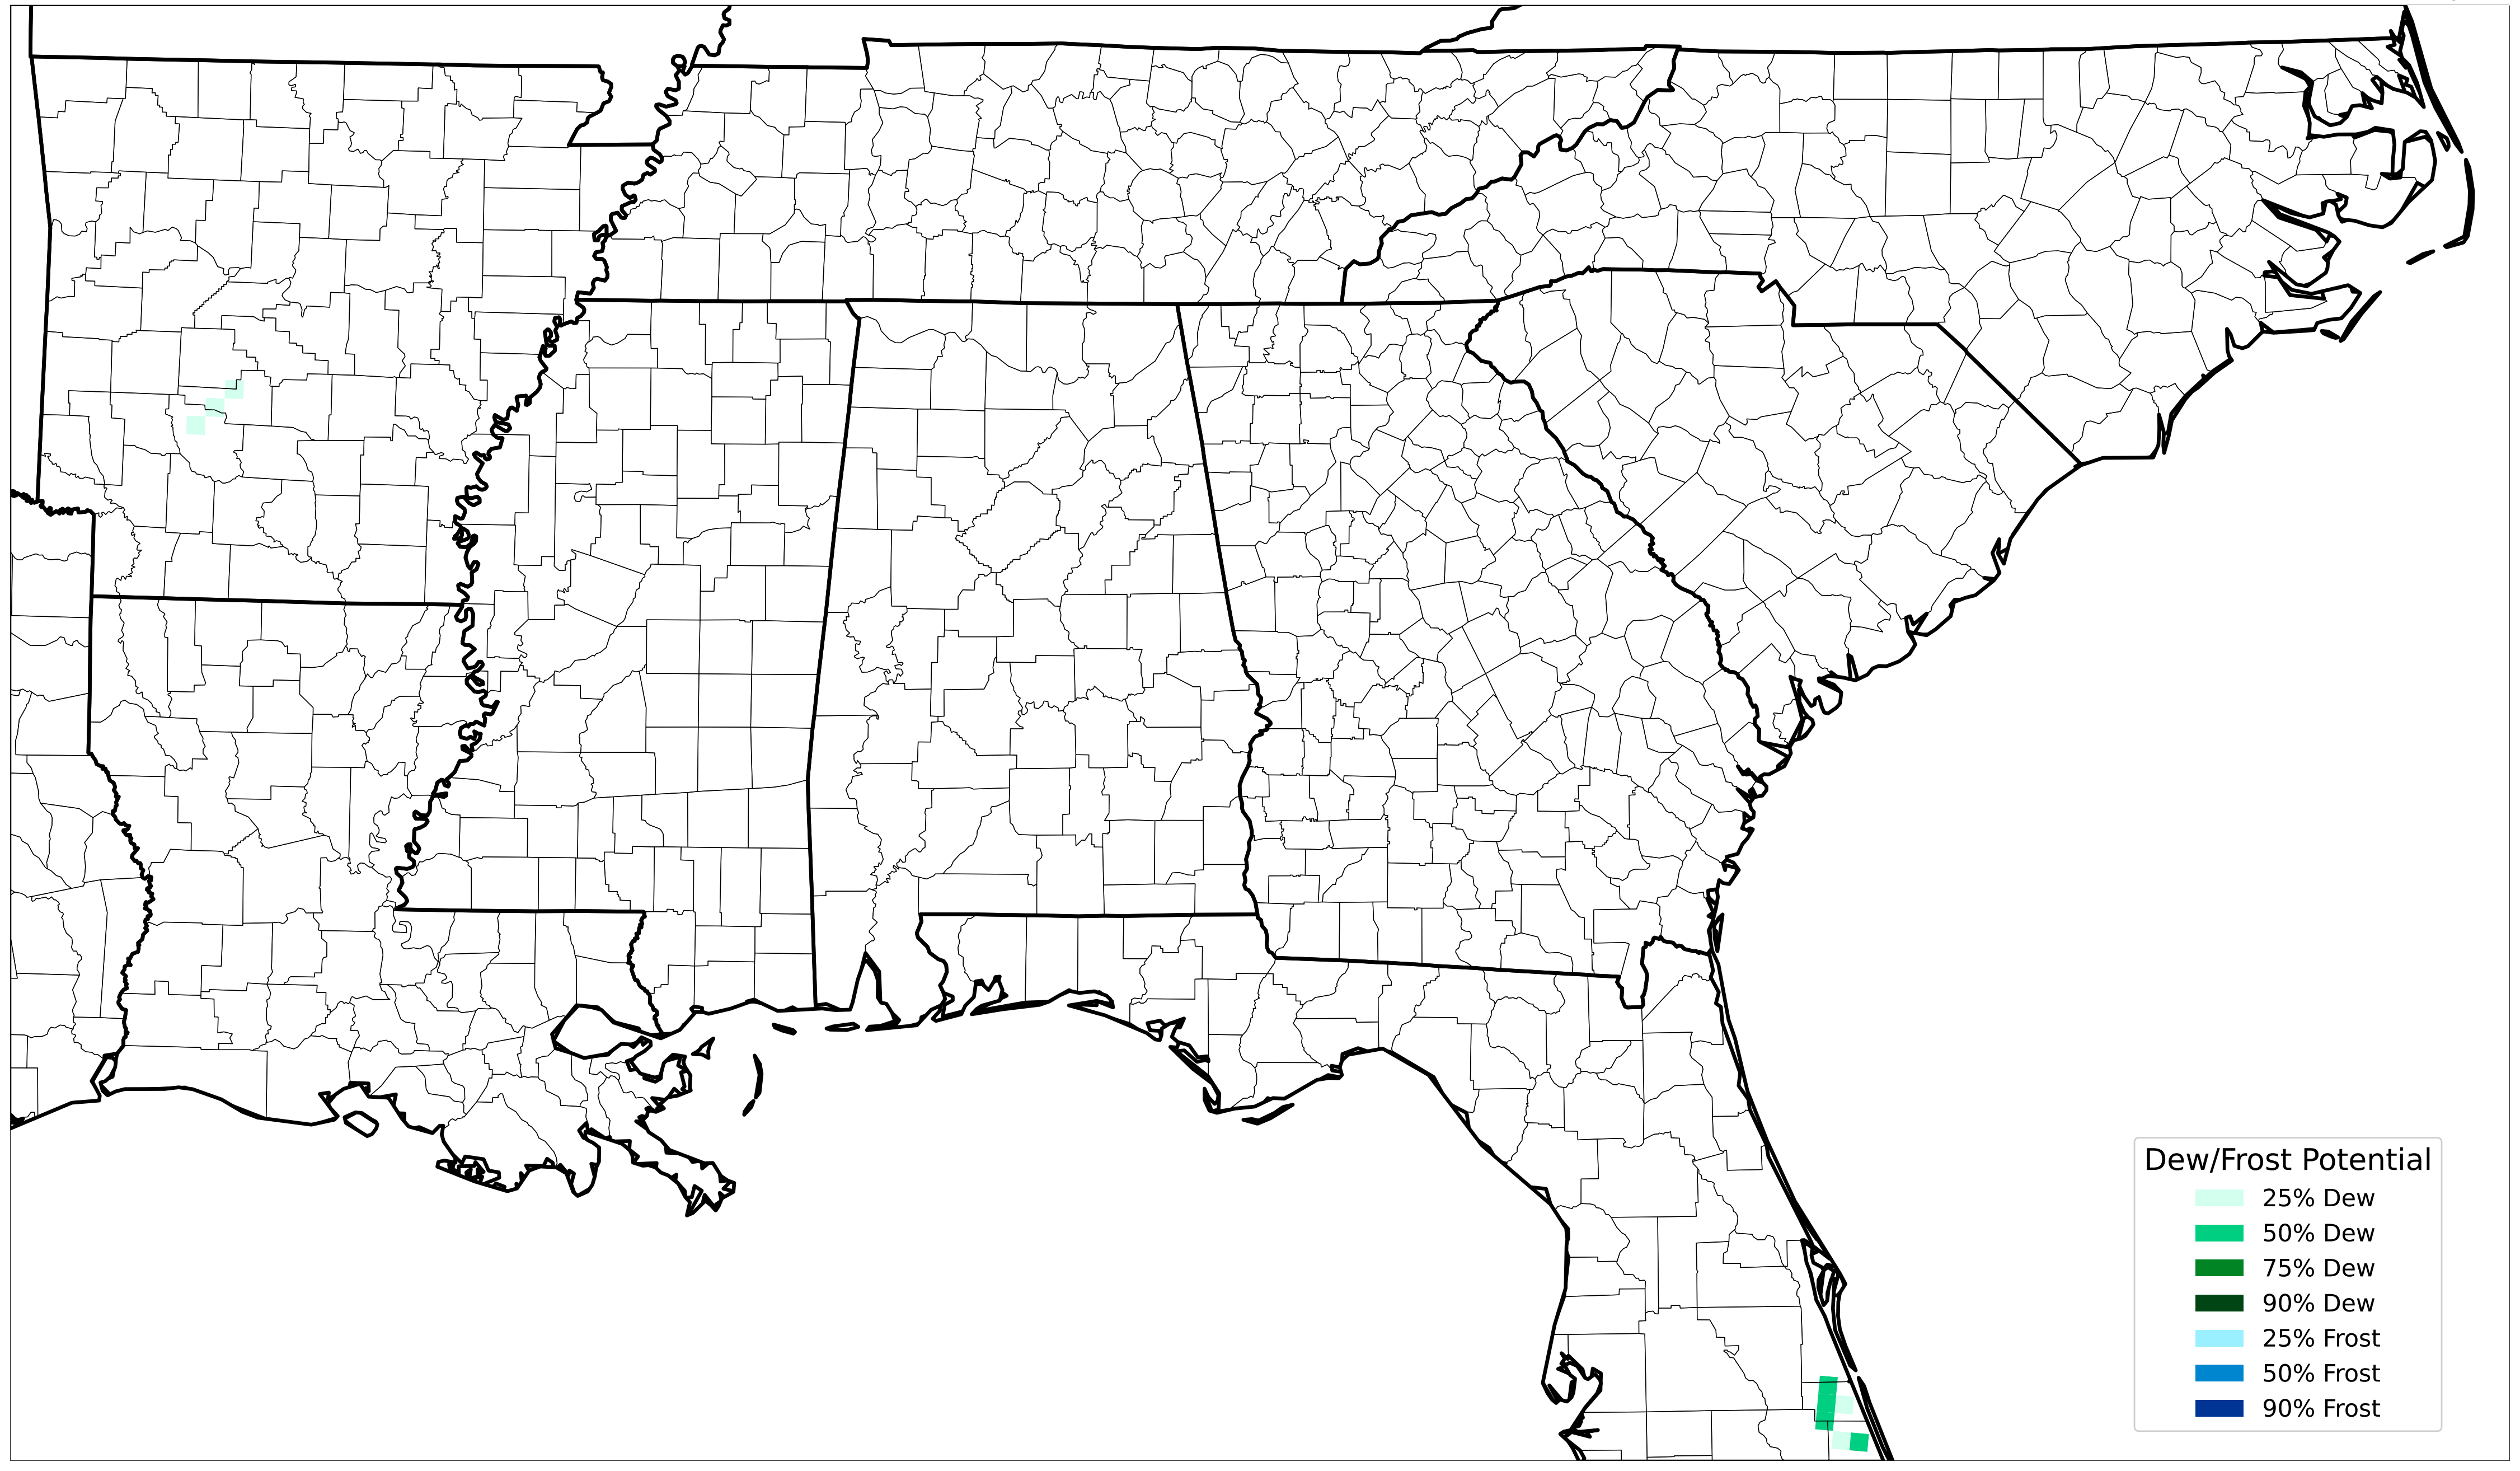 Dew/Frost Potential
25% Dew
50% Dew
75% Dew
90% Dew
25% Frost
50% Frost
90% Frost